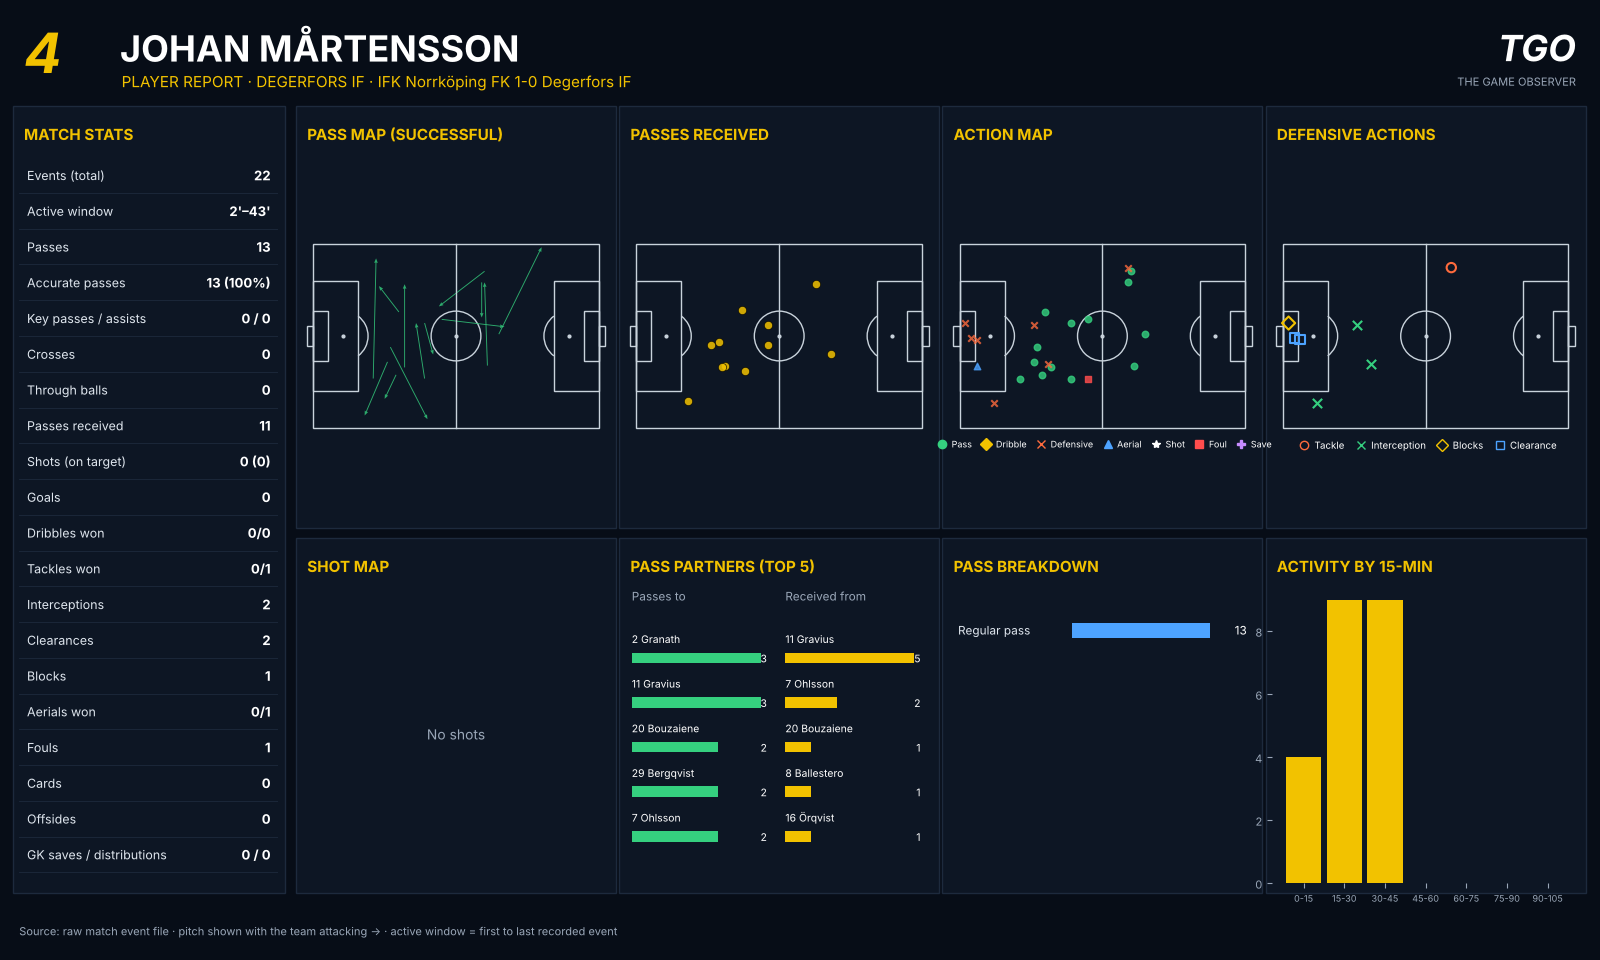 4
JOHAN MÅRTENSSON
PLAYER REPORT · DEGERFORS IF · IFK Norrköping FK 1-0 Degerfors IF
TGO
THE GAME OBSERVER
MATCH STATS
Events (total) 22
Active window 2'–43'
Passes 13
Accurate passes 13 (100%)
Key passes / assists 0 / 0
Crosses 0
Through balls 0
Passes received 11
Shots (on target) 0 (0)
Goals 0
Dribbles won 0/0
Tackles won 0/1
Interceptions 2
Clearances 2
Blocks 1
Aerials won 0/1
Fouls 1
Cards 0
Offsides 0
GK saves / distributions 0 / 0
PASS MAP (SUCCESSFUL)
PASSES RECEIVED
ACTION MAP
Pass Dribble Defensive Aerial Shot Foul Save
DEFENSIVE ACTIONS
Tackle Interception Blocks Clearance
SHOT MAP
No shots
PASS PARTNERS (TOP 5)
Passes to Received from
2 Granath 11 Gravius
3 5
11 Gravius 7 Ohlsson
3 2
20 Bouzaiene 20 Bouzaiene
2 1
29 Bergqvist 8 Ballestero
2 1
7 Ohlsson 16 Örqvist
2 1
PASS BREAKDOWN
Regular pass 13
ACTIVITY BY 15-MIN
8
6
4
2
0
0-15 15-30 30-45 45-60 60-75 75-90 90-105
Source: raw match event file · pitch shown with the team attacking → · active window = first to last recorded event